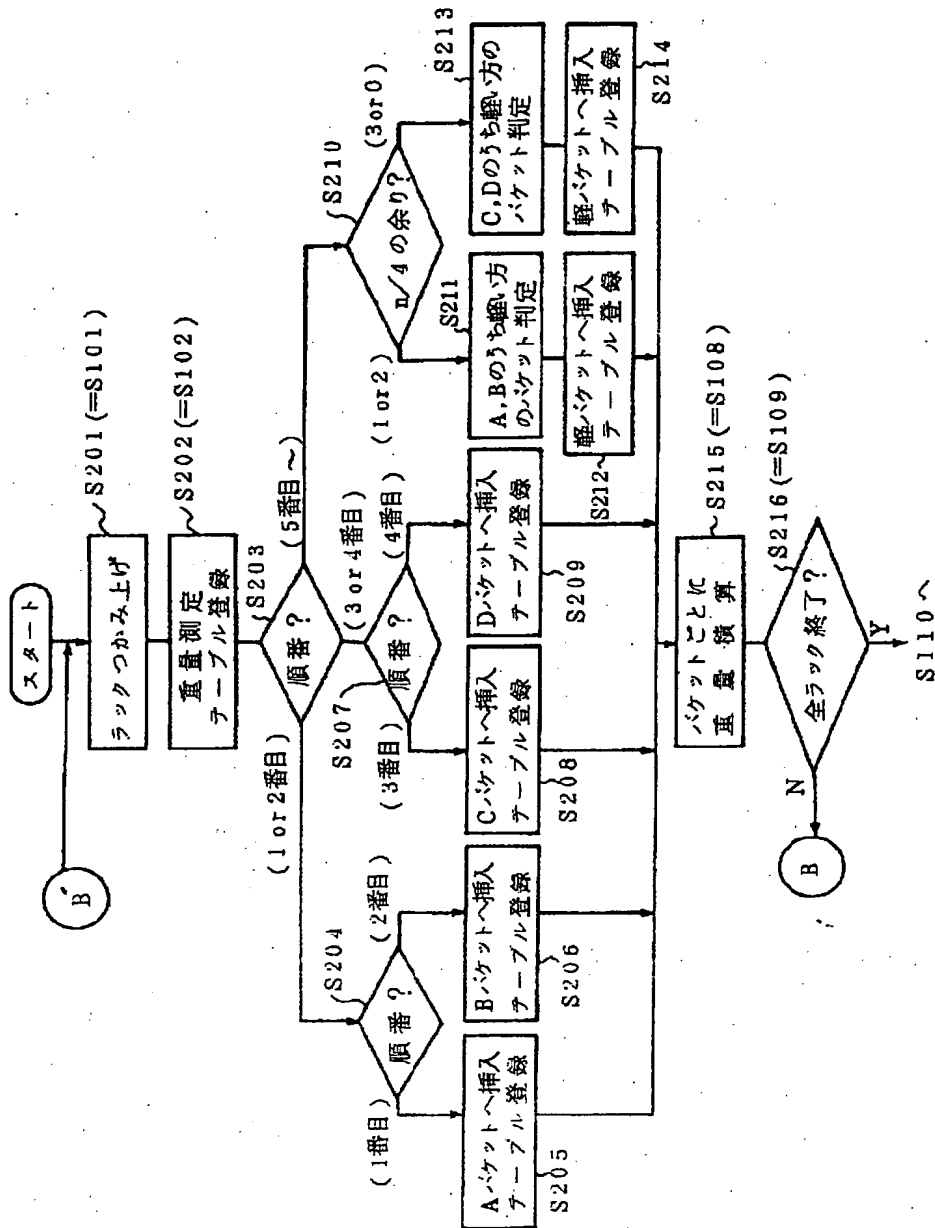 スタート
B
ラックつかみ上げ
S201(=S101)
重量測定
テーブル登録
S202(=S102)
順番?
S203
(1or2番目)
(3or4番目)
(5番目〜)
順番?
S204
(1番目)
(2番目)
順番?
S207
(3番目)
(4番目)
n/4の余り?
S210
(1or2)
(3or0)
Aバケットへ挿入
テーブル登録
S205
Bバケットへ挿入
テーブル登録
S206
Cバケットへ挿入
テーブル登録
S208
Dバケットへ挿入
テーブル登録
S209
A,Bのうち軽い方
のバケット判定
S211
軽バケットへ挿入
テーブル登録
S212
C,Dのうち軽い方の
バケット判定
S213
軽バケットへ挿入
テーブル登録
S214
バケットごとに
重量積算
S215(=S108)
全ラック終了?
S216(=S109)
N
B
Y
S110へ